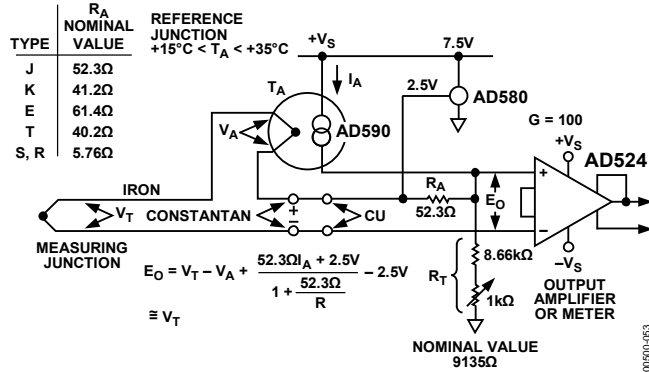 TYPE
R_A NOMINAL VALUE
J 52.3Ω
K 41.2Ω
E 61.4Ω
T 40.2Ω
S, R 5.76Ω
REFERENCE
JUNCTION
+15°C < T_A < +35°C
+V_S
7.5V
I_A
2.5V
T_A
AD580
V_A
AD590
G = 100
+V_S
AD524
IRON
R_A
+
E_O
V_T
CONSTANTAN
+
−
CU
52.3Ω
−
MEASURING
JUNCTION
8.66kΩ
−V_S
R_T
OUTPUT
AMPLIFIER
OR METER
1kΩ
E_O = V_T − V_A + (52.3ΩI_A + 2.5V) / (1 + 52.3Ω / R) − 2.5V
≅ V_T
NOMINAL VALUE
9135Ω
00500-053